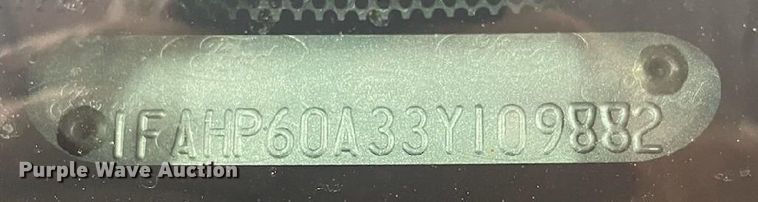 1FAHP60A33Y109882
Purple Wave Auction